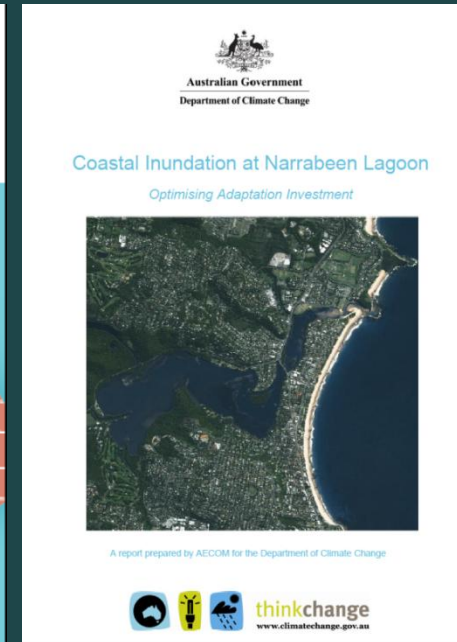 Australian Government
Department of Climate Change
Coastal Inundation at Narrabeen Lagoon
Optimising Adaptation Investment
A report prepared by AECOM for the Department of Climate Change
thinkchange
www.climatechange.gov.au